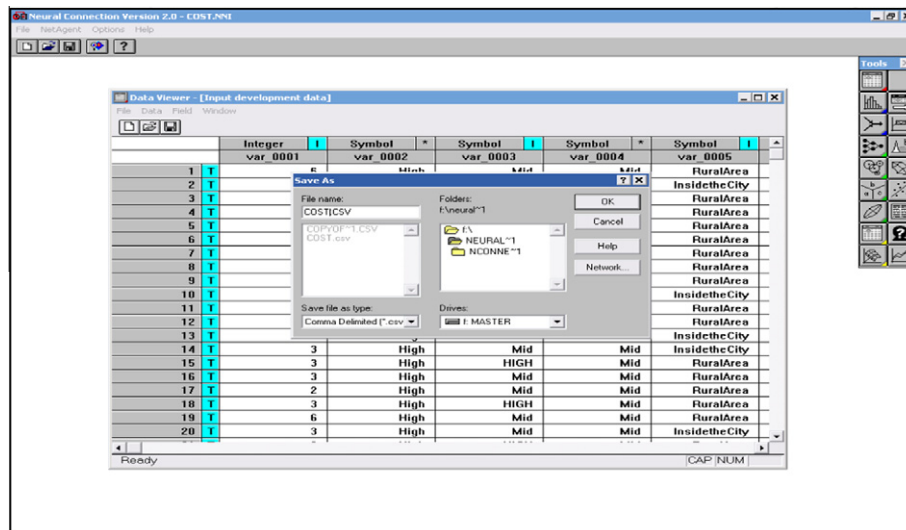 Neural Connection Version 2.0 - COST.NNI
File NetAgent Options Help
Tools
Data Viewer - [Input development data]
File Data Field Window
Integer I Symbol * Symbol I Symbol * Symbol I
var_0001 var_0002 var_0003 var_0004 var_0005
1 T High Mid Mid RuralArea
2 T InsidetheCity
3 T RuralArea
4 T RuralArea
5 T RuralArea
6 T RuralArea
7 T RuralArea
8 T RuralArea
9 T RuralArea
10 T InsidetheCity
11 T RuralArea
12 T RuralArea
13 T InsidetheCity
14 T 3 High Mid Mid InsidetheCity
15 T 3 High HIGH Mid RuralArea
16 T 3 High Mid Mid RuralArea
17 T 2 High Mid Mid RuralArea
18 T 3 High HIGH Mid RuralArea
19 T 6 High Mid Mid RuralArea
20 T 3 High Mid Mid InsidetheCity
Ready
CAP NUM
Save As
File name:
COST|CSV
COPYOF~1.CSV
COST.csv
Folders:
f:\neural~1
f:\
NEURAL~1
NCONNE~1
OK
Cancel
Help
Network...
Save file as type:
Comma Delimited (*.csv
Drives:
f: MASTER